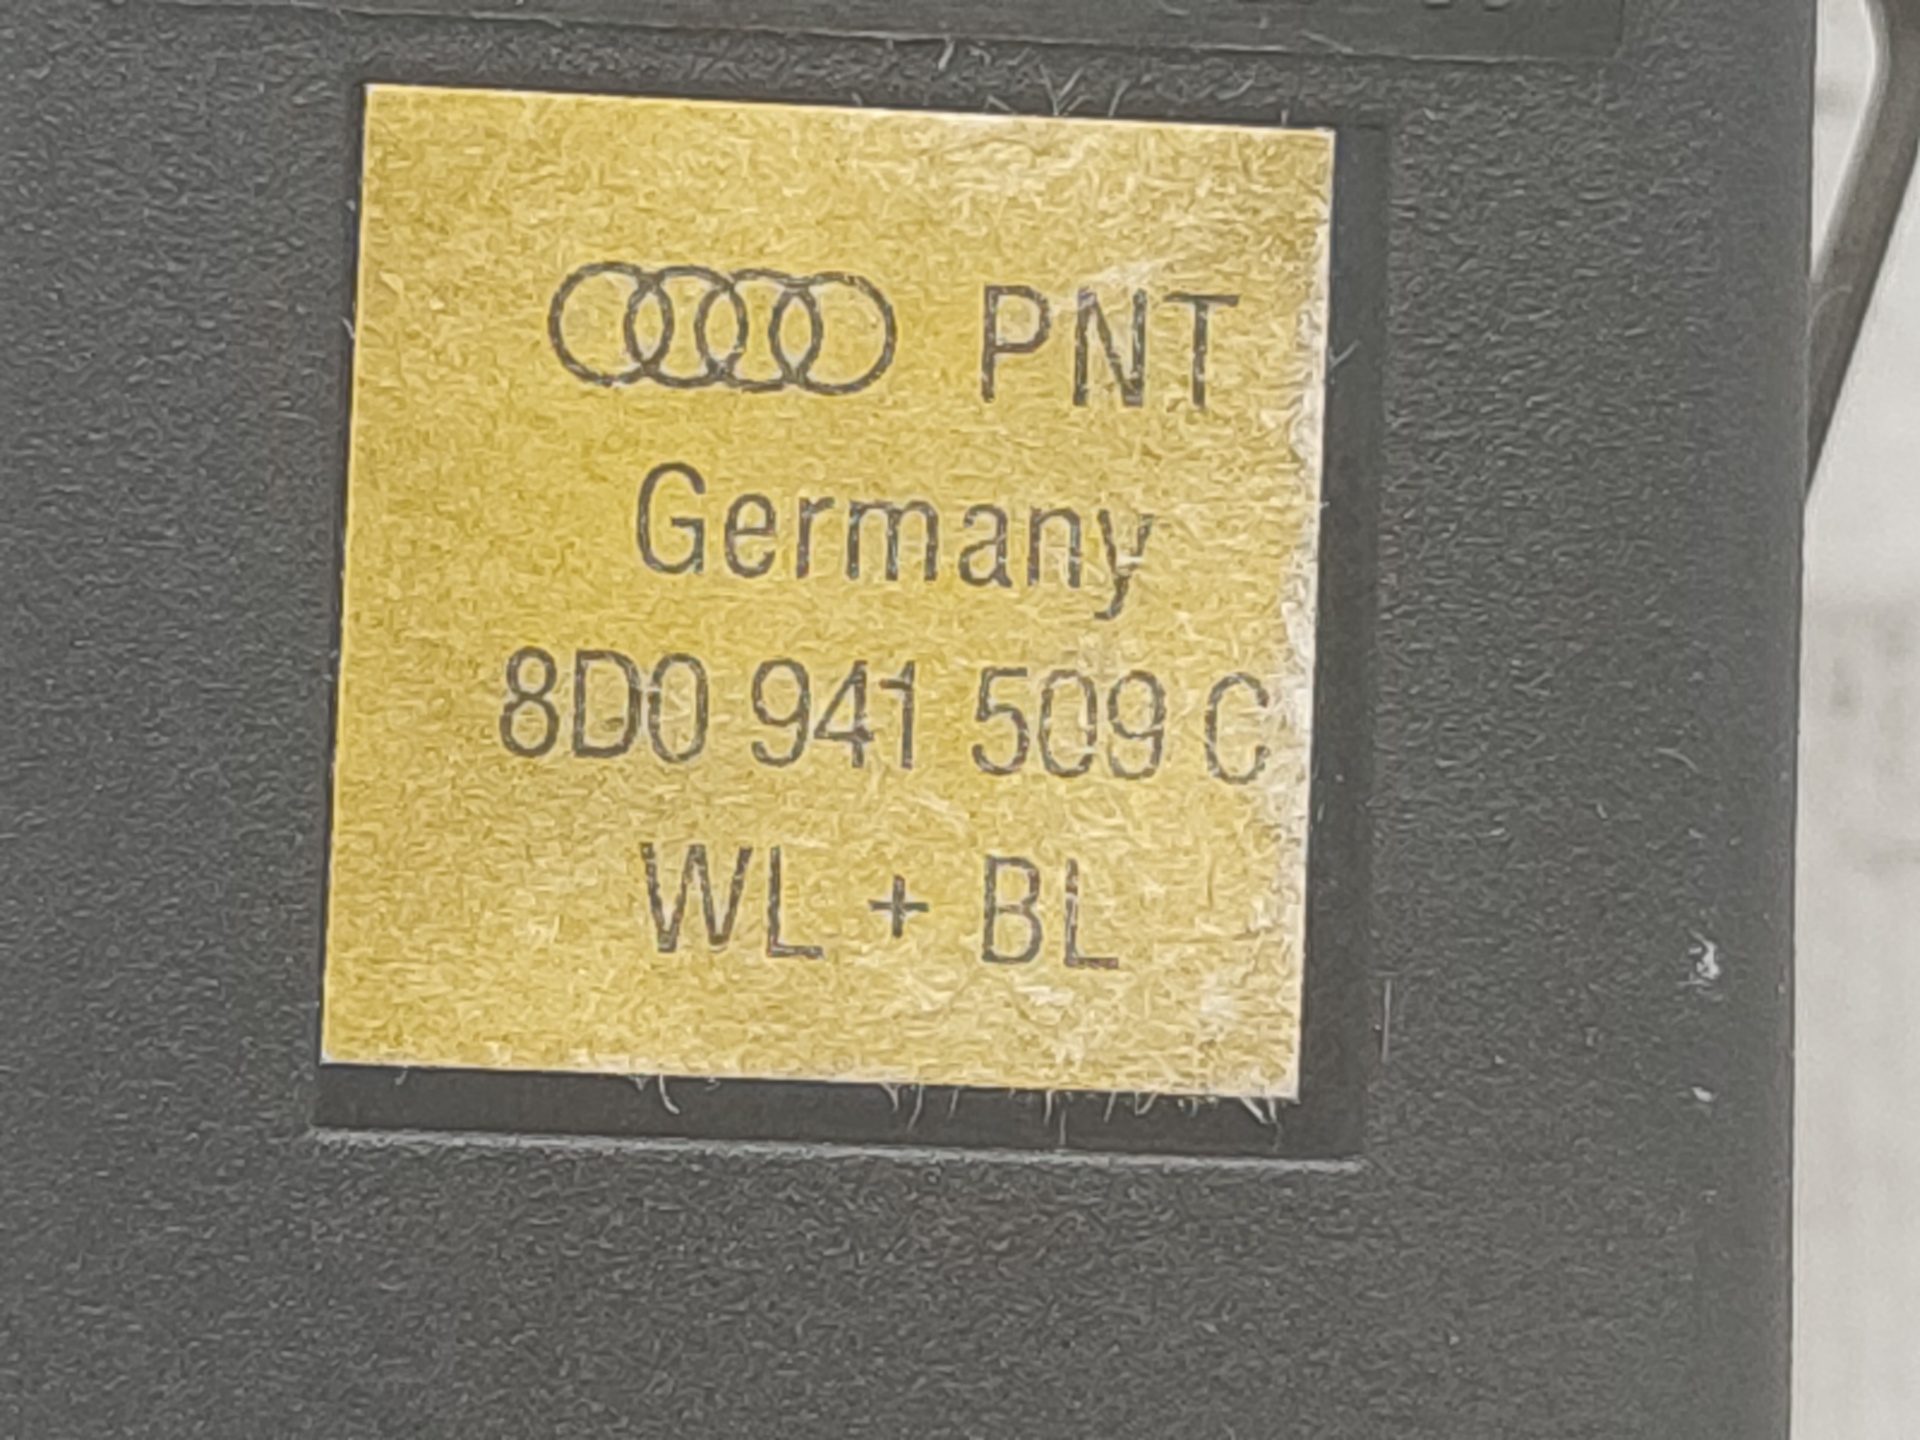 PNT
Germany
8D0 941 509 C
WL + BL